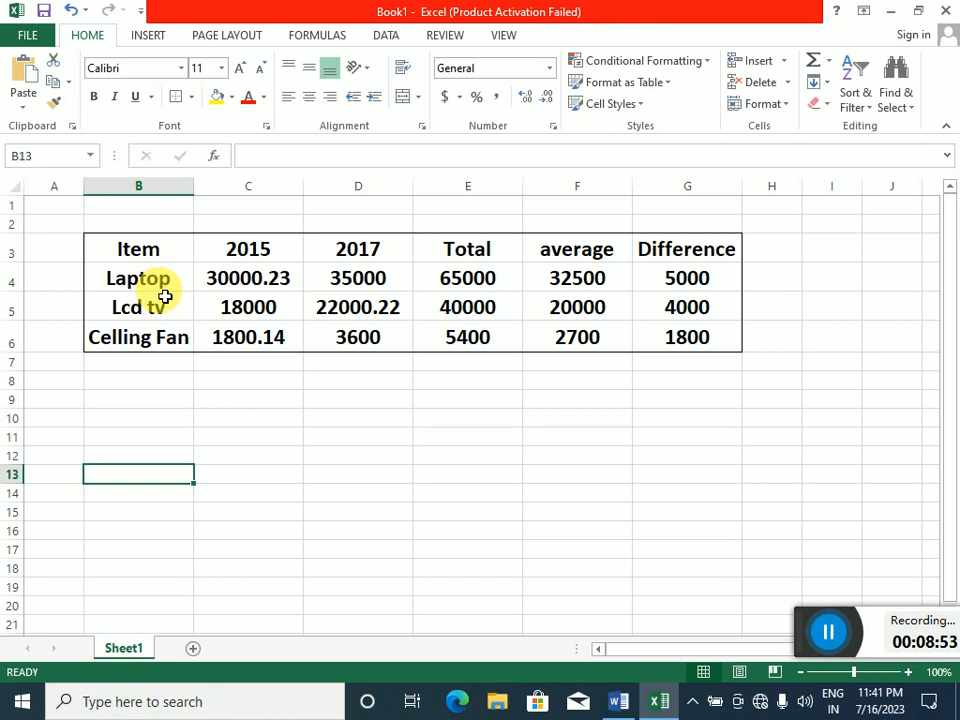 Book1 - Excel (Product Activation Failed)
?
FILE HOME INSERT PAGE LAYOUT FORMULAS DATA REVIEW VIEW Sign in
Calibri 11 General Conditional Formatting Insert
Paste Format as Table Delete Sort & Find &
B I U A $ % Cell Styles Format Filter Select
Clipboard Font Alignment Number Styles Cells Editing
B13 fx
A B C D E F G H I J
1
2
3 Item 2015 2017 Total average Difference
4 Laptop 30000.23 35000 65000 32500 5000
5 Lcd tv 18000 22000.22 40000 20000 4000
6 Celling Fan 1800.14 3600 5400 2700 1800
7
8
9
10
11
12
13
14
15
16
17
18
19
20
21
Recording...
00:08:53
Sheet1
READY 100%
Type here to search
ENG
IN
11:41 PM
7/16/2023